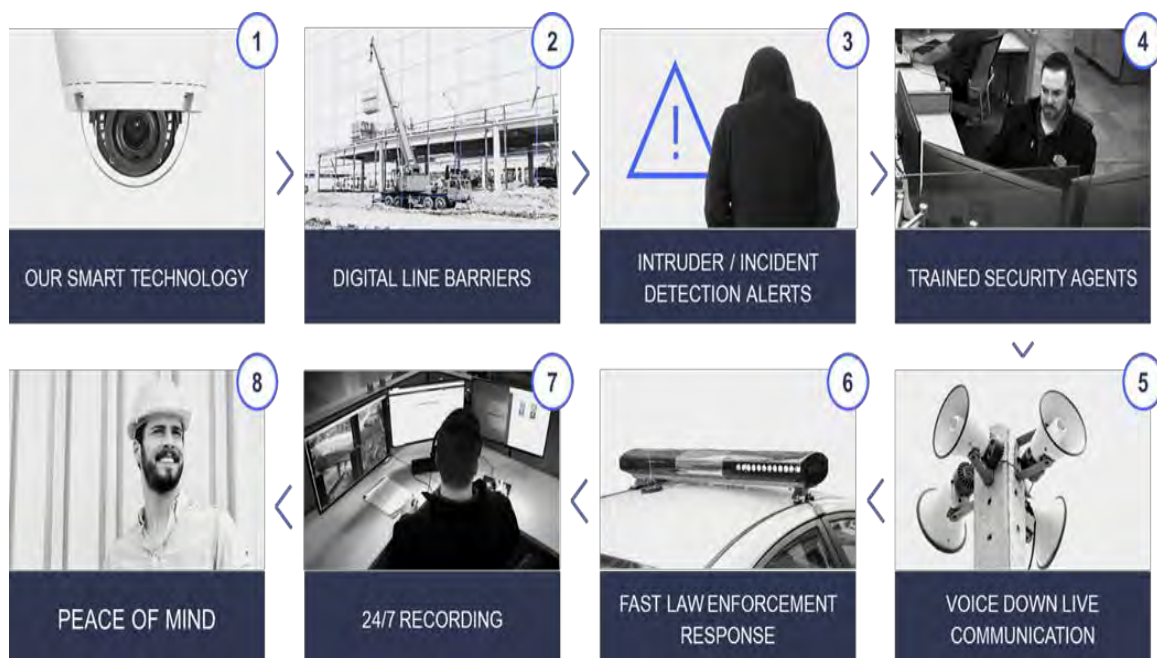 1
OUR SMART TECHNOLOGY
2
DIGITAL LINE BARRIERS
3
INTRUDER / INCIDENT
DETECTION ALERTS
4
TRAINED SECURITY AGENTS
5
VOICE DOWN LIVE
COMMUNICATION
6
FAST LAW ENFORCEMENT
RESPONSE
7
24/7 RECORDING
8
PEACE OF MIND